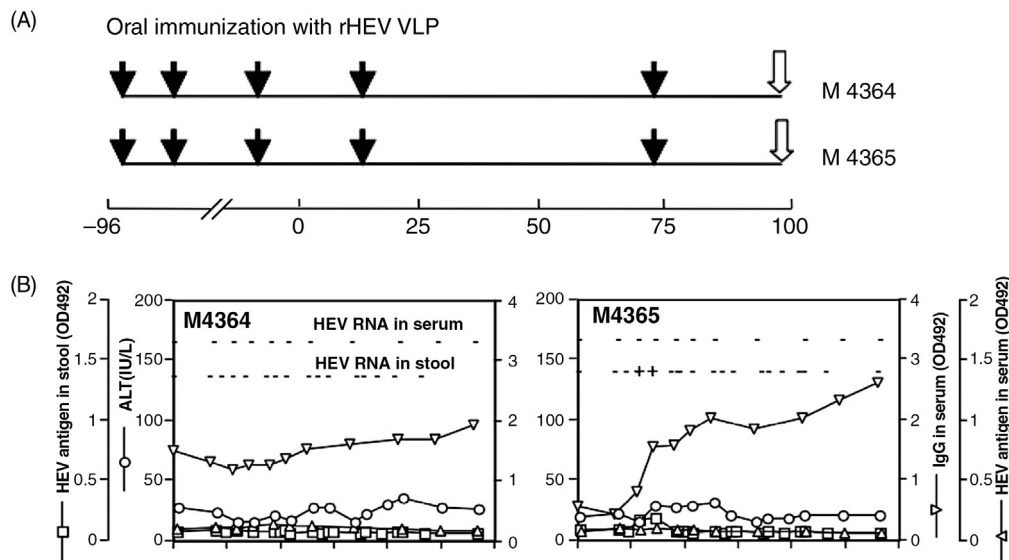 (A)
Oral immunization with rHEV VLP
M 4364
M 4365
–96 0 25 50 75 100
(B)
HEV antigen in stool (OD492)
2
1.5
1
0.5
0
ALT(IU/L)
200
150
100
50
0
M4364
HEV RNA in serum
- - - - - - - - - -
HEV RNA in stool
4
3
2
1
0
200
150
100
50
0
M4365
+ +
4
3
2
1
0
IgG in serum (OD492)
2
1.5
1
0.5
0
HEV antigen in serum (OD492)